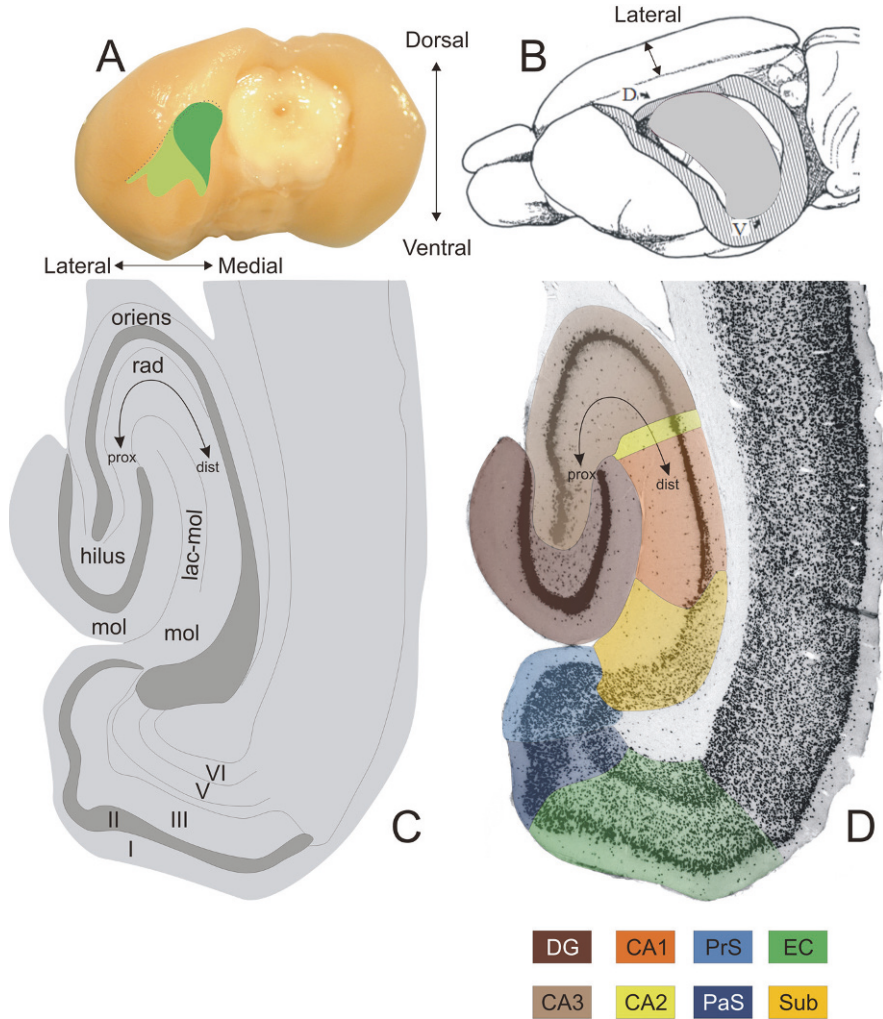 A
Dorsal
Ventral
Lateral
Medial
Lateral
B
D
V
oriens
rad
prox
dist
hilus
lac-mol
mol
mol
VI
V
II
III
I
C
prox
dist
D
DG
CA1
PrS
EC
CA3
CA2
PaS
Sub